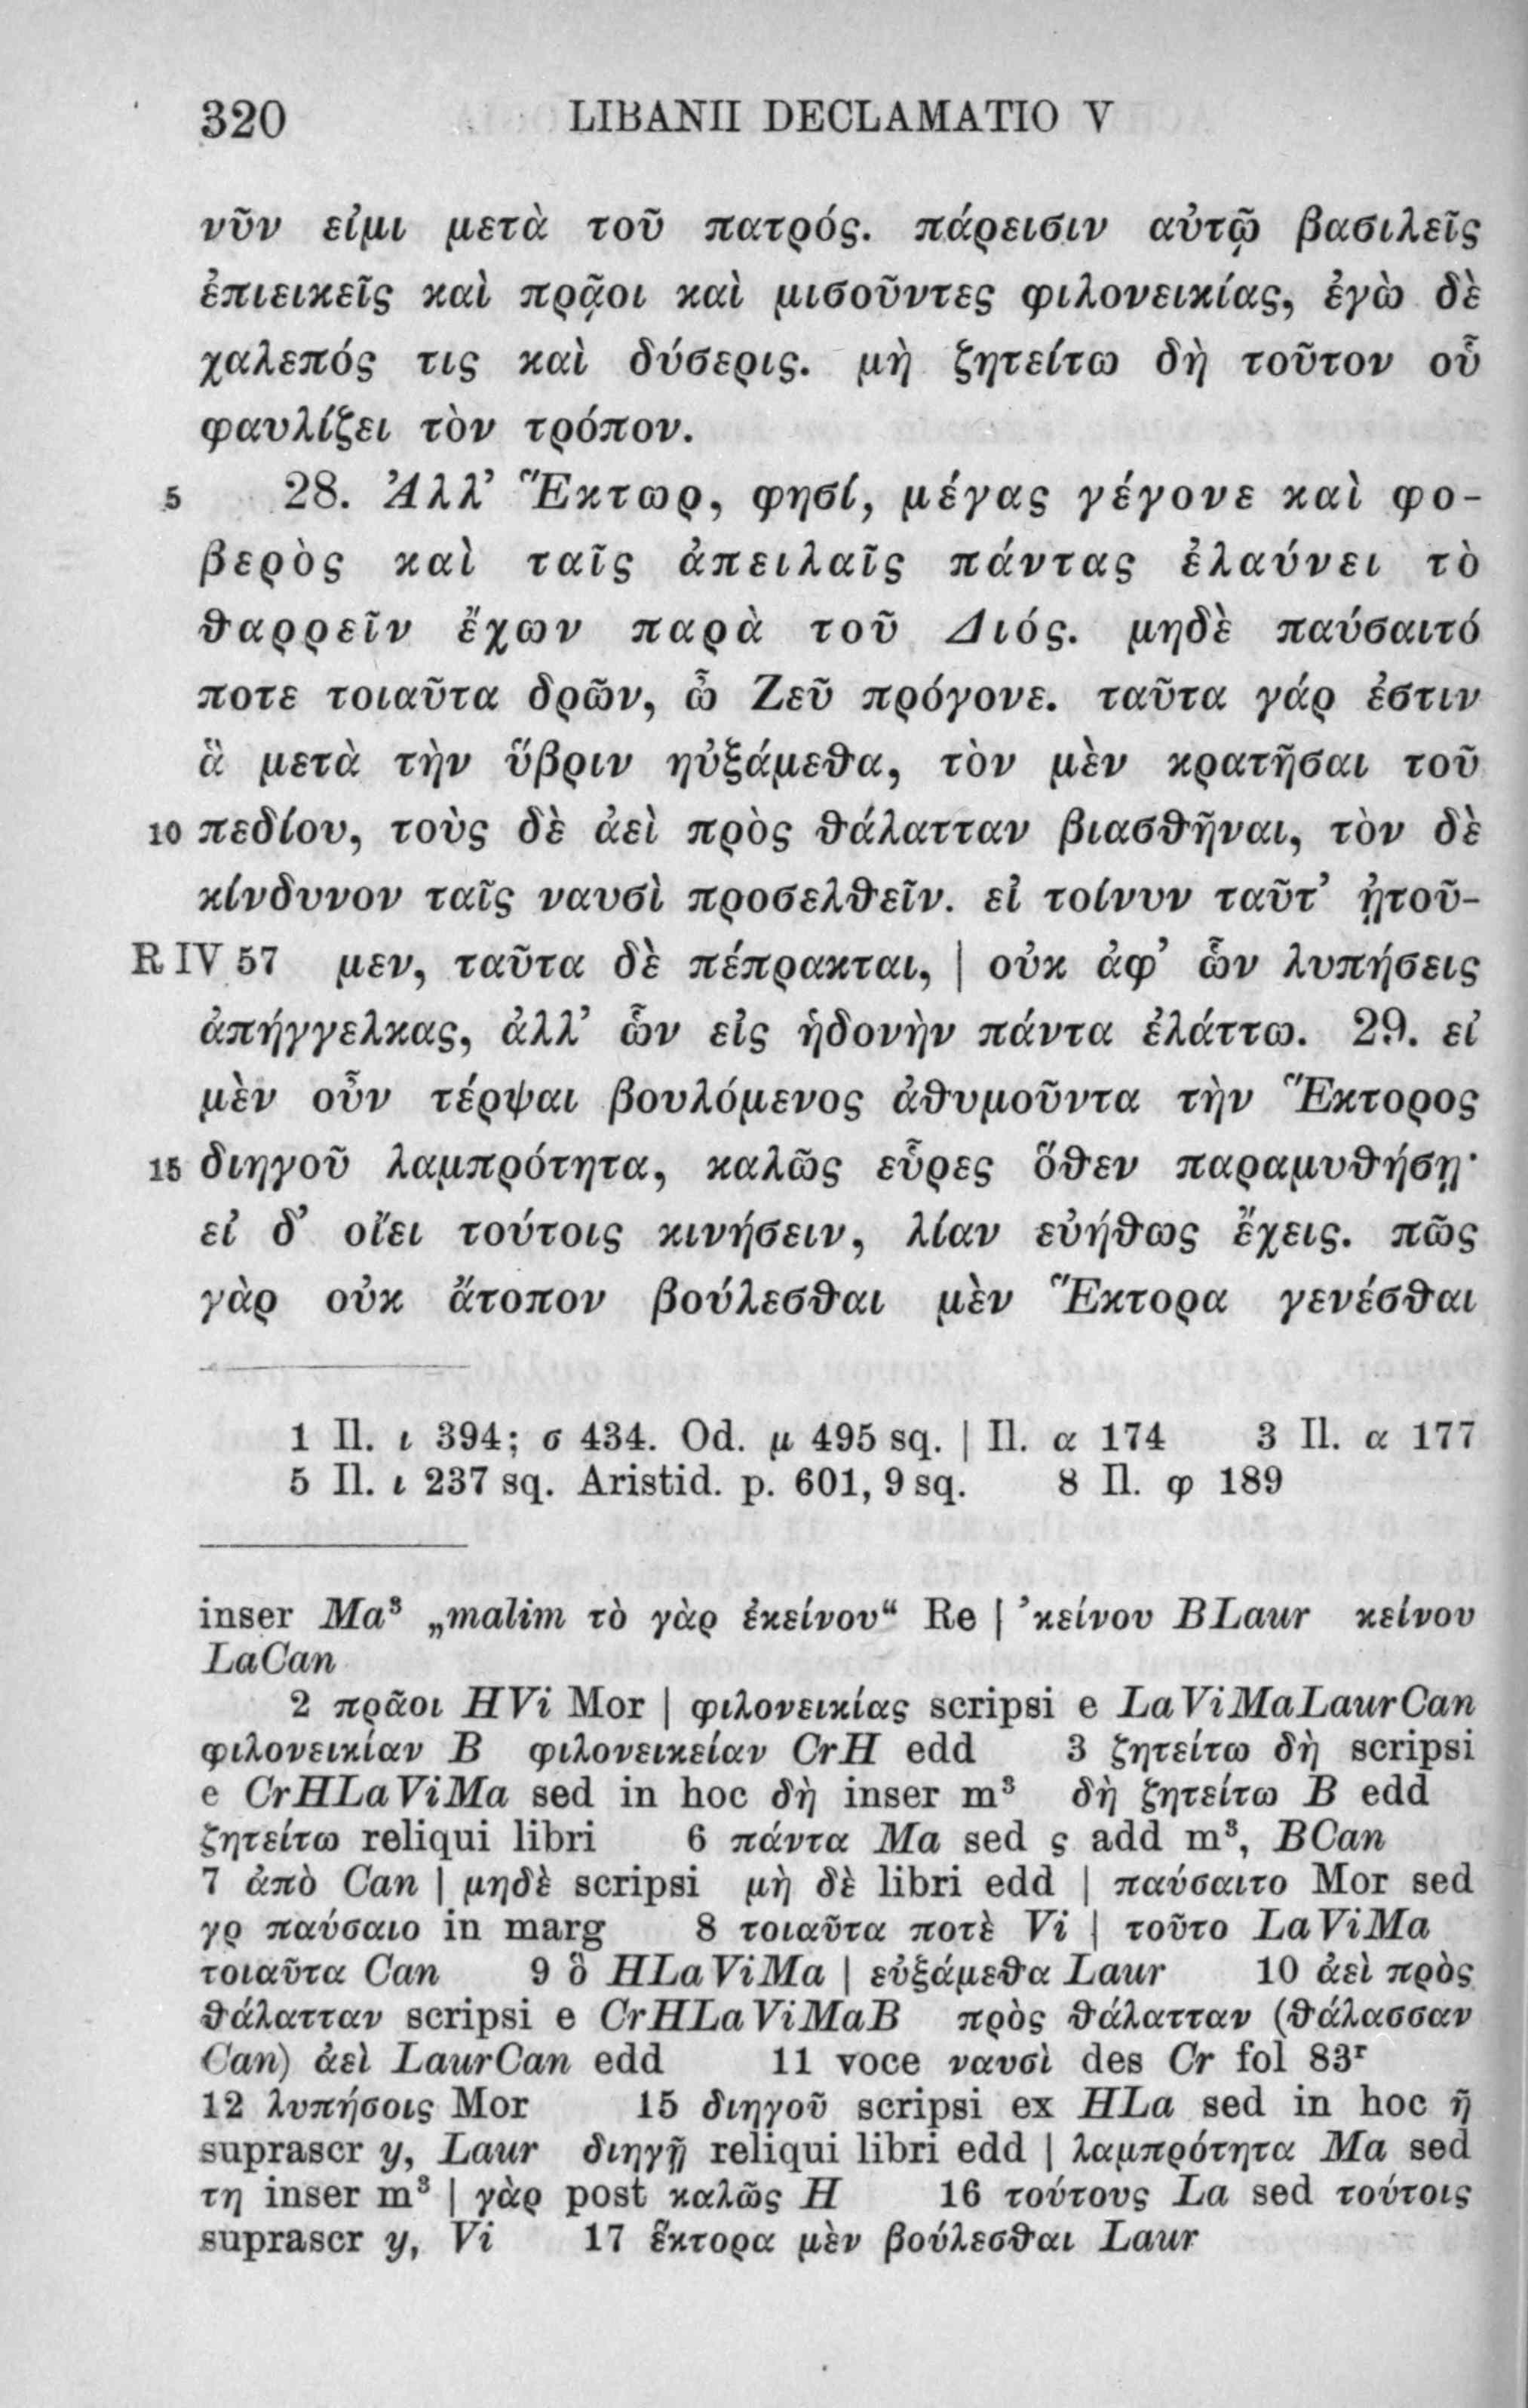 320 LIBANII DECLAMATIO V
νῦν εἰμι μετὰ τοῦ πατρός. πάρεισιν αὐτῷ βασιλεῖς
ἐπιεικεῖς καὶ πρᾷοι καὶ μισοῦντες φιλονεικίας, ἐγὼ δὲ
χαλεπός τις καὶ δύσερις. μὴ ζητείτω δὴ τοῦτον οὗ
φαυλίζει τὸν τρόπον.
5 28. Ἀλλ’ Ἕκτωρ, φησί, μέγας γέγονε καὶ φο-
βερὸς καὶ ταῖς ἀπειλαῖς πάντας ἐλαύνει τὸ
θαρρεῖν ἔχων παρὰ τοῦ Διός. μηδὲ παύσαιτό
ποτε τοιαῦτα δρῶν, ὦ Ζεῦ πρόγονε. ταῦτα γάρ ἐστιν
ἃ μετὰ τὴν ὕβριν ηὐξάμεθα, τὸν μὲν κρατῆσαι τοῦ
10 πεδίου, τοὺς δὲ ἀεὶ πρὸς θάλατταν βιασθῆναι, τὸν δὲ
κίνδυνον ταῖς ναυσὶ προσελθεῖν. εἰ τοίνυν ταῦτ’ ᾐτοῦ-
R IV 57 μεν, ταῦτα δὲ πέπρακται, | οὐκ ἀφ’ ὧν λυπήσεις
ἀπήγγελκας, ἀλλ’ ὧν εἰς ἡδονὴν πάντα ἐλάττω. 29. εἰ
μὲν οὖν τέρψαι βουλόμενος ἀθυμοῦντα τὴν Ἕκτορος
15 διηγοῦ λαμπρότητα, καλῶς εὗρες ὅθεν παραμυθήσῃ·
εἰ δ’ οἴει τούτοις κινήσειν, λίαν εὐήθως ἔχεις. πῶς
γὰρ οὐκ ἄτοπον βούλεσθαι μὲν Ἕκτορα γενέσθαι
1 Il. ι 394; σ 434. Od. μ 495 sq. | Il. α 174 3 Il. α 177
5 Il. ι 237 sq. Aristid. p. 601, 9 sq. 8 Il. φ 189
inser Ma³ „malim τὸ γὰρ ἐκείνου“ Re | ’κείνου BLaur κείνου
LaCan
2 πρᾶοι HVi Mor | φιλονεικίας scripsi e LaViMaLaurCan
φιλονεικίαν B φιλονεικείαν CrH edd 3 ζητείτω δὴ scripsi
e CrHLaViMa sed in hoc δὴ inser m³ δὴ ζητείτω B edd
ζητείτω reliqui libri 6 πάντα Ma sed ς add m³, BCan
7 ἀπὸ Can | μηδὲ scripsi μὴ δὲ libri edd | παύσαιτο Mor sed
γρ παύσαιο in marg 8 τοιαῦτα ποτὲ Vi | τοῦτο LaViMa
τοιαῦτα Can 9 ὃ HLaViMa | εὐξάμεθα Laur 10 ἀεὶ πρὸς
θάλατταν scripsi e CrHLaViMaB πρὸς θάλατταν (θάλασσαν
Can) ἀεὶ LaurCan edd 11 voce ναυσὶ des Cr fol 83ʳ
12 λυπήσοις Mor 15 διηγοῦ scripsi ex HLa sed in hoc ῆ
suprascr y, Laur διηγῇ reliqui libri edd | λαμπρότητα Ma sed
τη inser m³ | γὰρ post καλῶς H 16 τούτους La sed τούτοις
suprascr y, Vi 17 ἕκτορα μὲν βούλεσθαι Laur